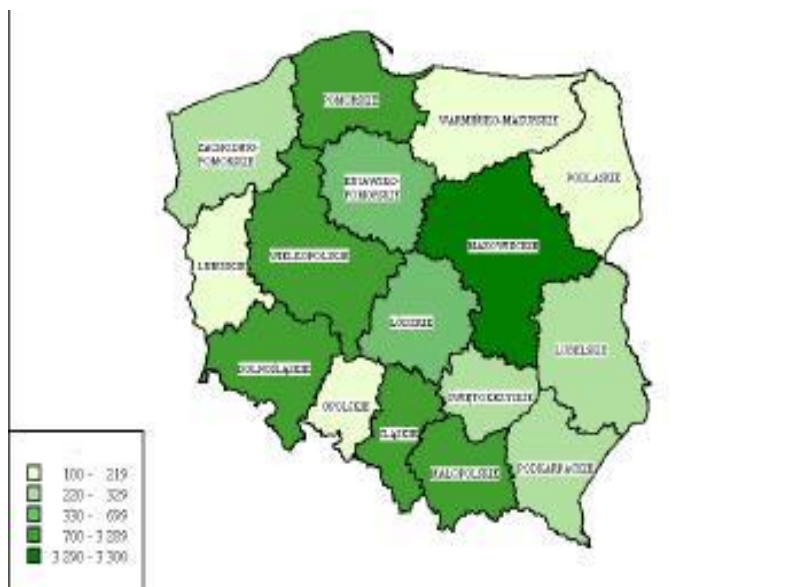 POMORSKIE
WARMIŃSKO-MAZURSKIE
ZACHODNIO-
POMORSKIE
KUJAWSKO-
POMORSKIE
PODLASKIE
MAZOWIECKIE
WIELKOPOLSKIE
LUBUSKIE
ŁÓDZKIE
LUBELSKIE
DOLNOŚLĄSKIE
ŚWIĘTOKRZYSKIE
OPOLSKIE
ŚLĄSKIE
MAŁOPOLSKIE
PODKARPACKIE
100 - 219
220 - 329
330 - 699
700 - 3 289
3 290 - 3 300